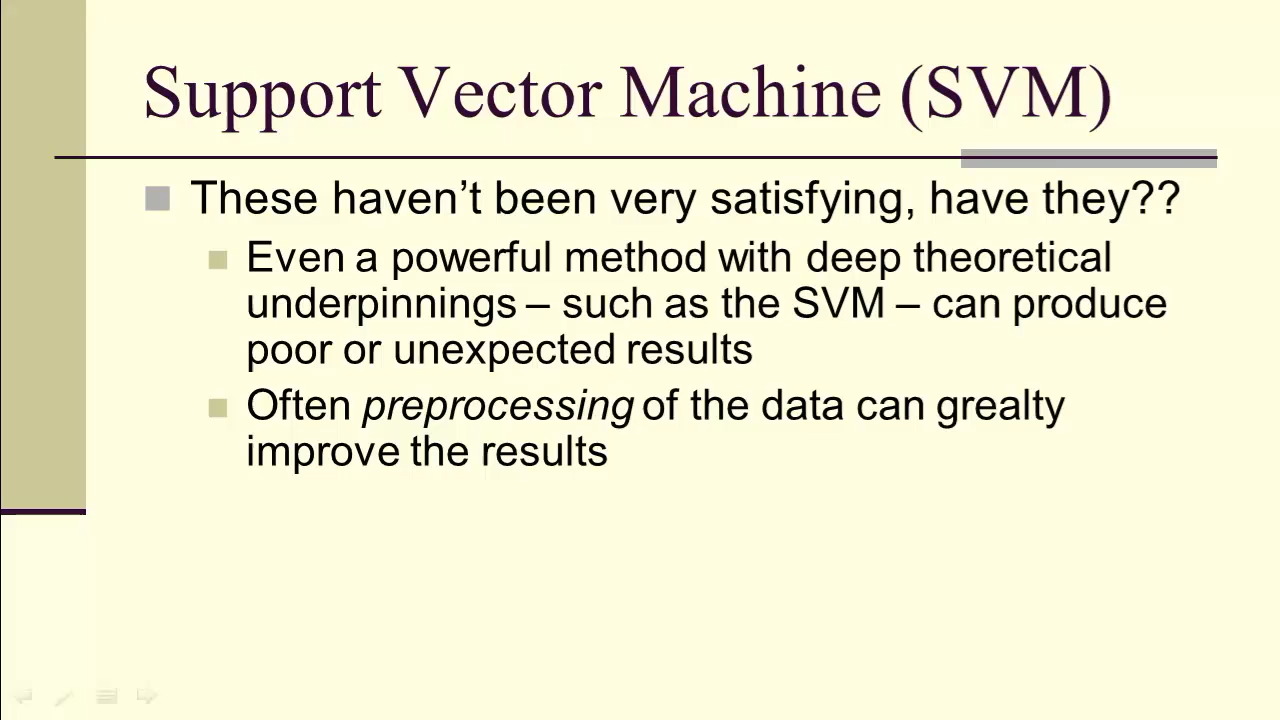 Support Vector Machine (SVM)
These haven’t been very satisfying, have they??
Even a powerful method with deep theoretical
underpinnings – such as the SVM – can produce
poor or unexpected results
Often preprocessing of the data can grealty
improve the results